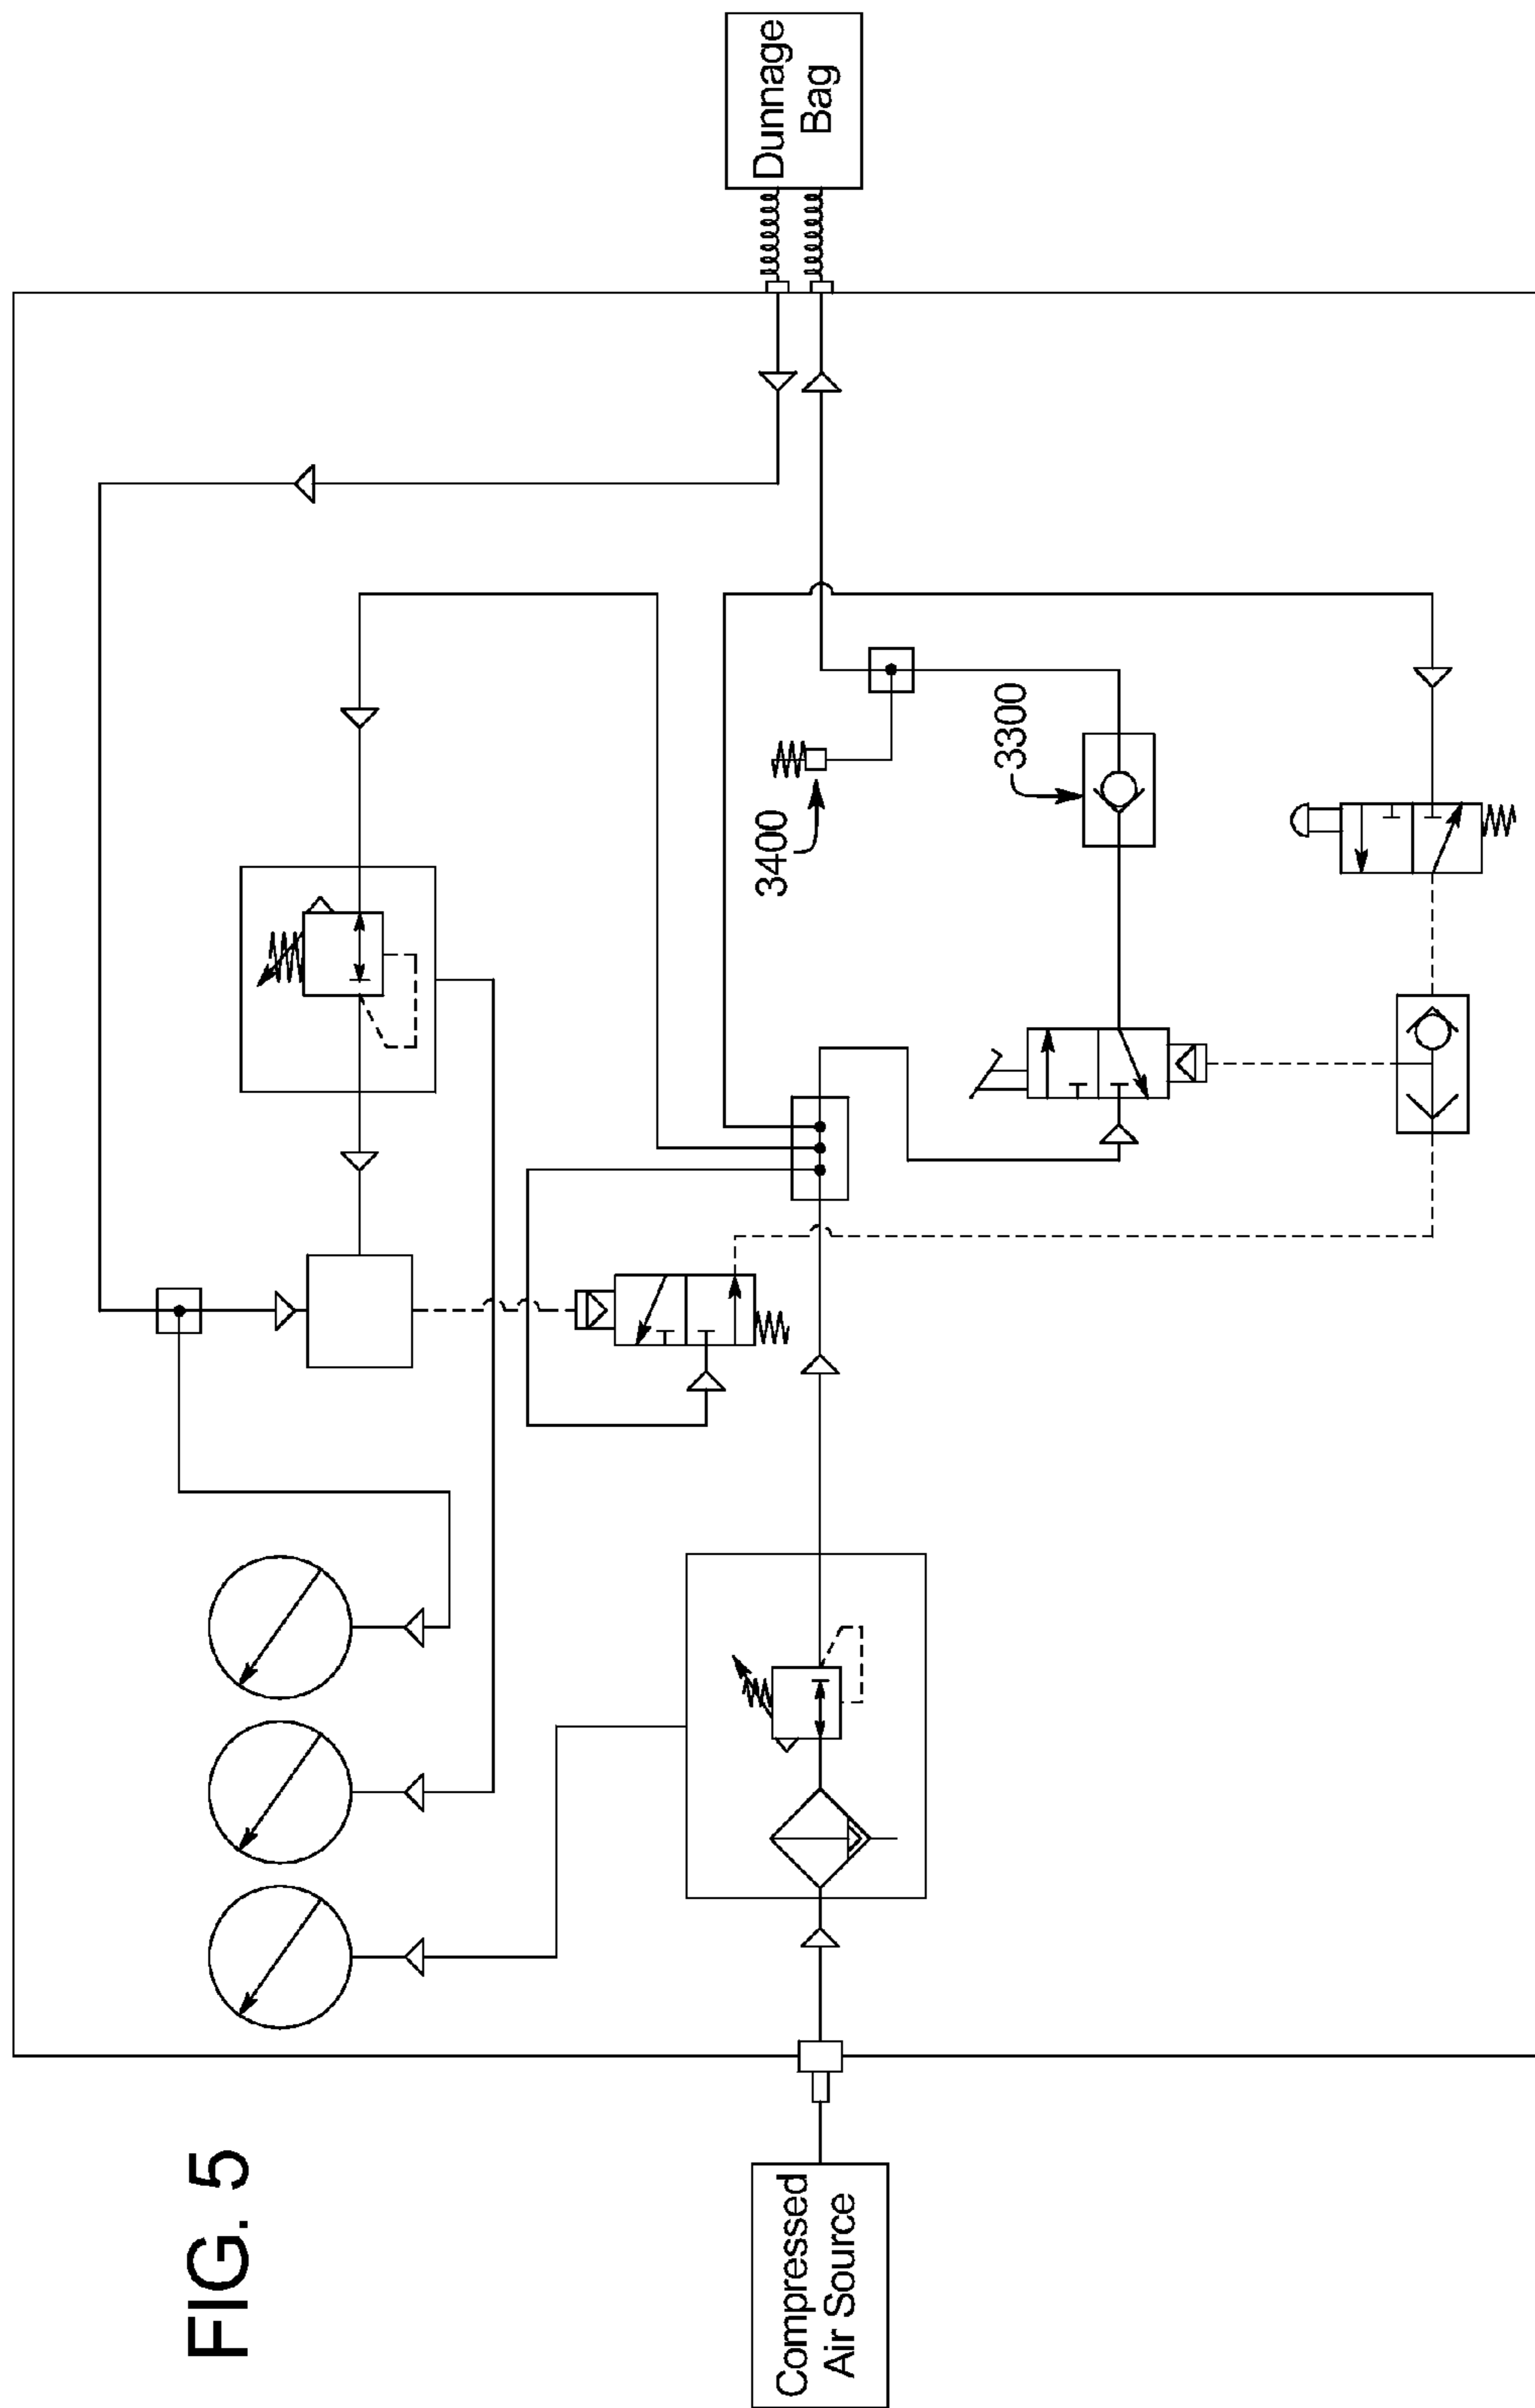 FIG. 5
Compressed
Air Source
Dunnage
Bag
3400
3300